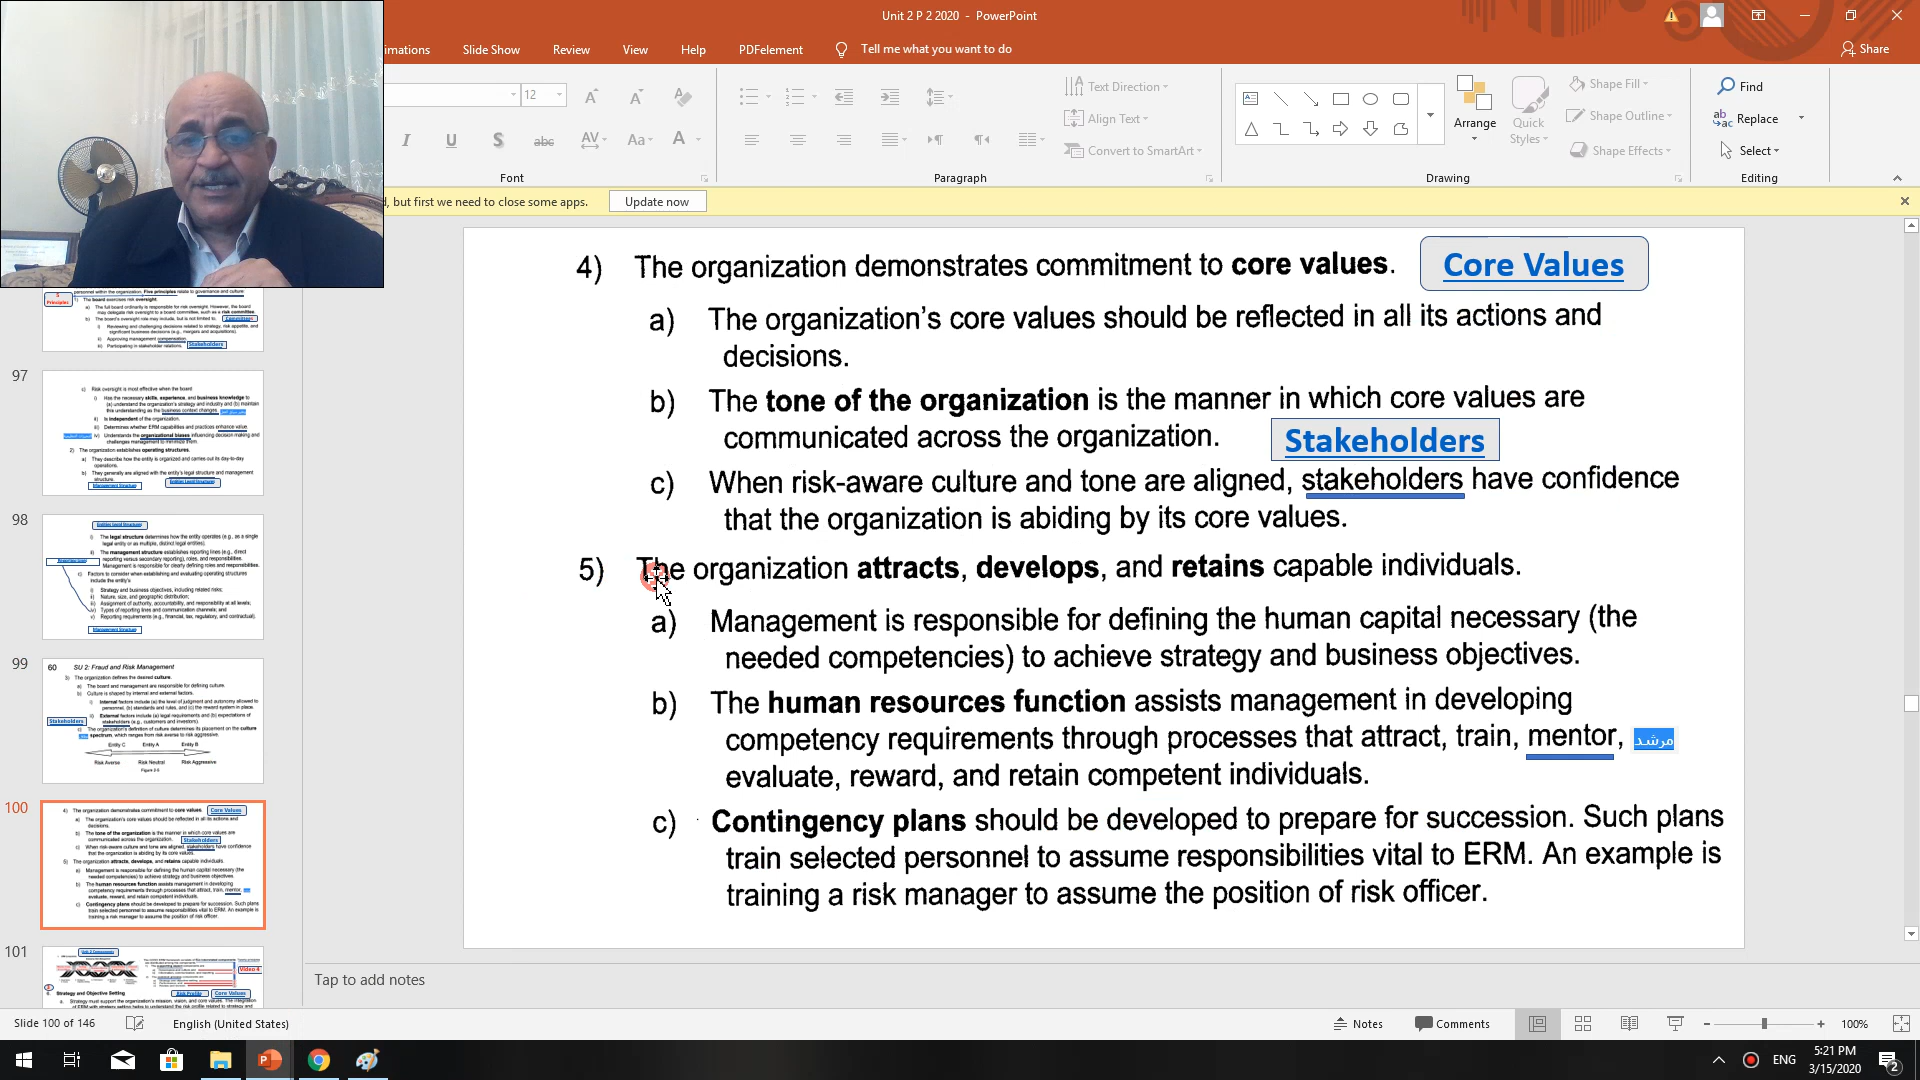 Unit 2 P 2 2020 - PowerPoint
imations Slide Show Review View Help PDFelement Tell me what you want to do Share
12
Text Direction
Align Text
Convert to SmartArt
Arrange
Quick Styles
Shape Fill
Shape Outline
Shape Effects
Find
Replace
Select
Font Paragraph Drawing Editing
, but first we need to close some apps. Update now
4) The organization demonstrates commitment to core values. Core Values
a) The organization's core values should be reflected in all its actions and
decisions.
b) The tone of the organization is the manner in which core values are
communicated across the organization. Stakeholders
c) When risk-aware culture and tone are aligned, stakeholders have confidence
that the organization is abiding by its core values.
5) The organization attracts, develops, and retains capable individuals.
a) Management is responsible for defining the human capital necessary (the
needed competencies) to achieve strategy and business objectives.
b) The human resources function assists management in developing
competency requirements through processes that attract, train, mentor, مرشد
evaluate, reward, and retain competent individuals.
c) Contingency plans should be developed to prepare for succession. Such plans
train selected personnel to assume responsibilities vital to ERM. An example is
training a risk manager to assume the position of risk officer.
97
98
99
60 SU 2: Fraud and Risk Management
100
101
Tap to add notes
Slide 100 of 146 English (United States) Notes Comments 100%
ENG 5:21 PM
3/15/2020 2